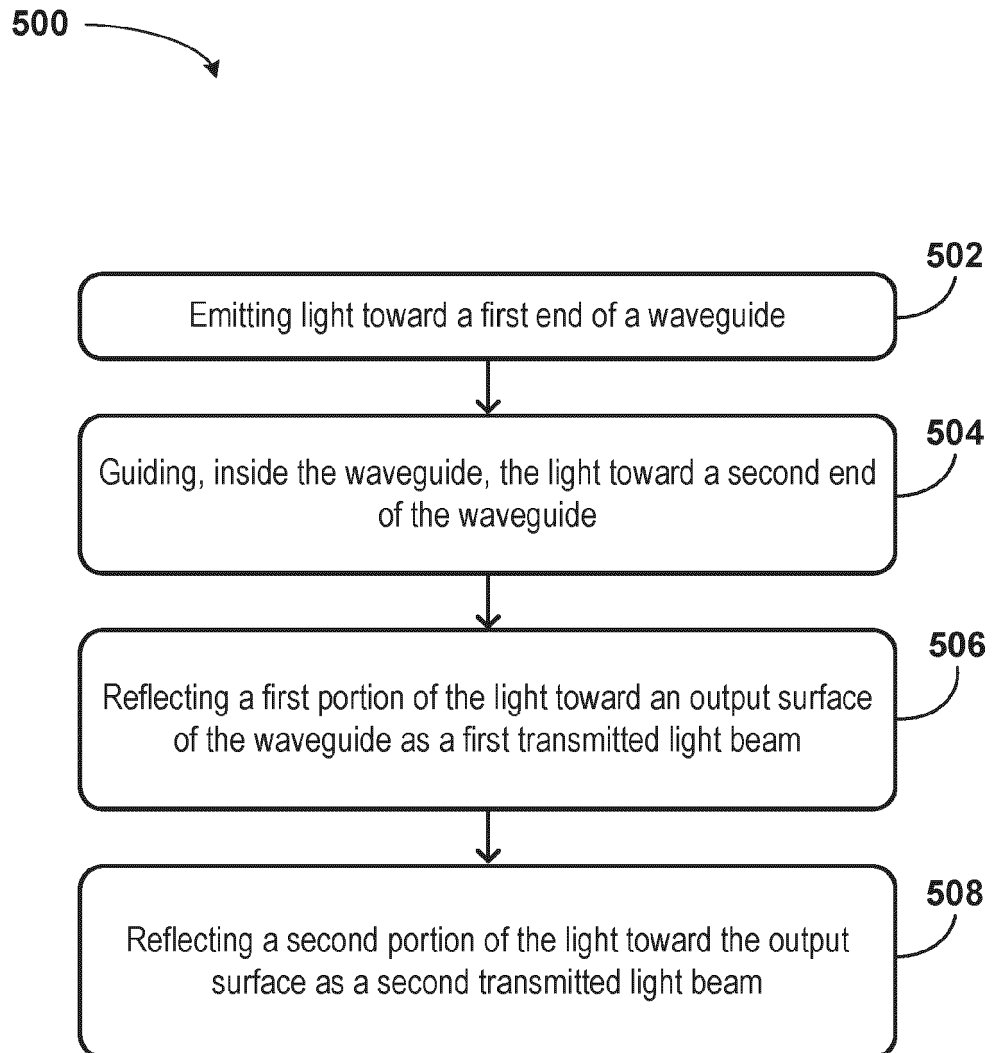 500
502
Emitting light toward a first end of a waveguide
504
Guiding, inside the waveguide, the light toward a second end
of the waveguide
506
Reflecting a first portion of the light toward an output surface
of the waveguide as a first transmitted light beam
508
Reflecting a second portion of the light toward the output
surface as a second transmitted light beam